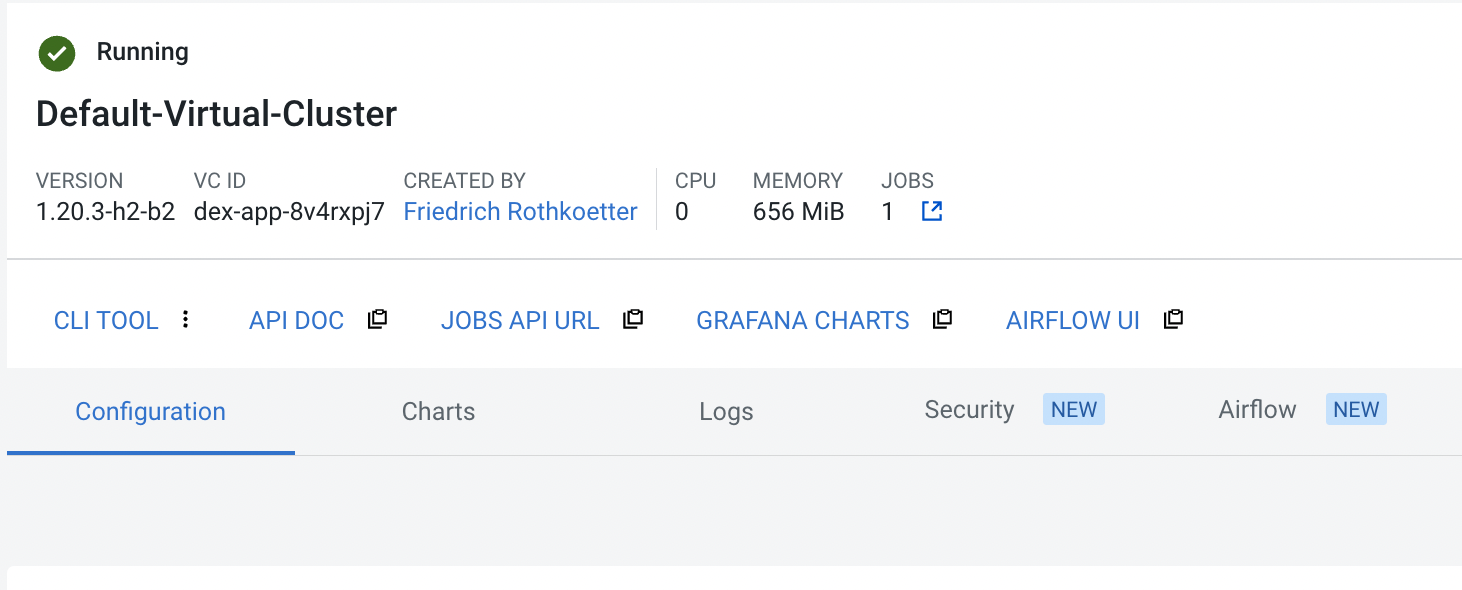 Running
Default-Virtual-Cluster
VERSION VC ID CREATED BY CPU MEMORY JOBS
1.20.3-h2-b2 dex-app-8v4rxpj7 Friedrich Rothkoetter 0 656 MiB 1
CLI TOOL API DOC JOBS API URL GRAFANA CHARTS AIRFLOW UI
Configuration Charts Logs Security NEW Airflow NEW